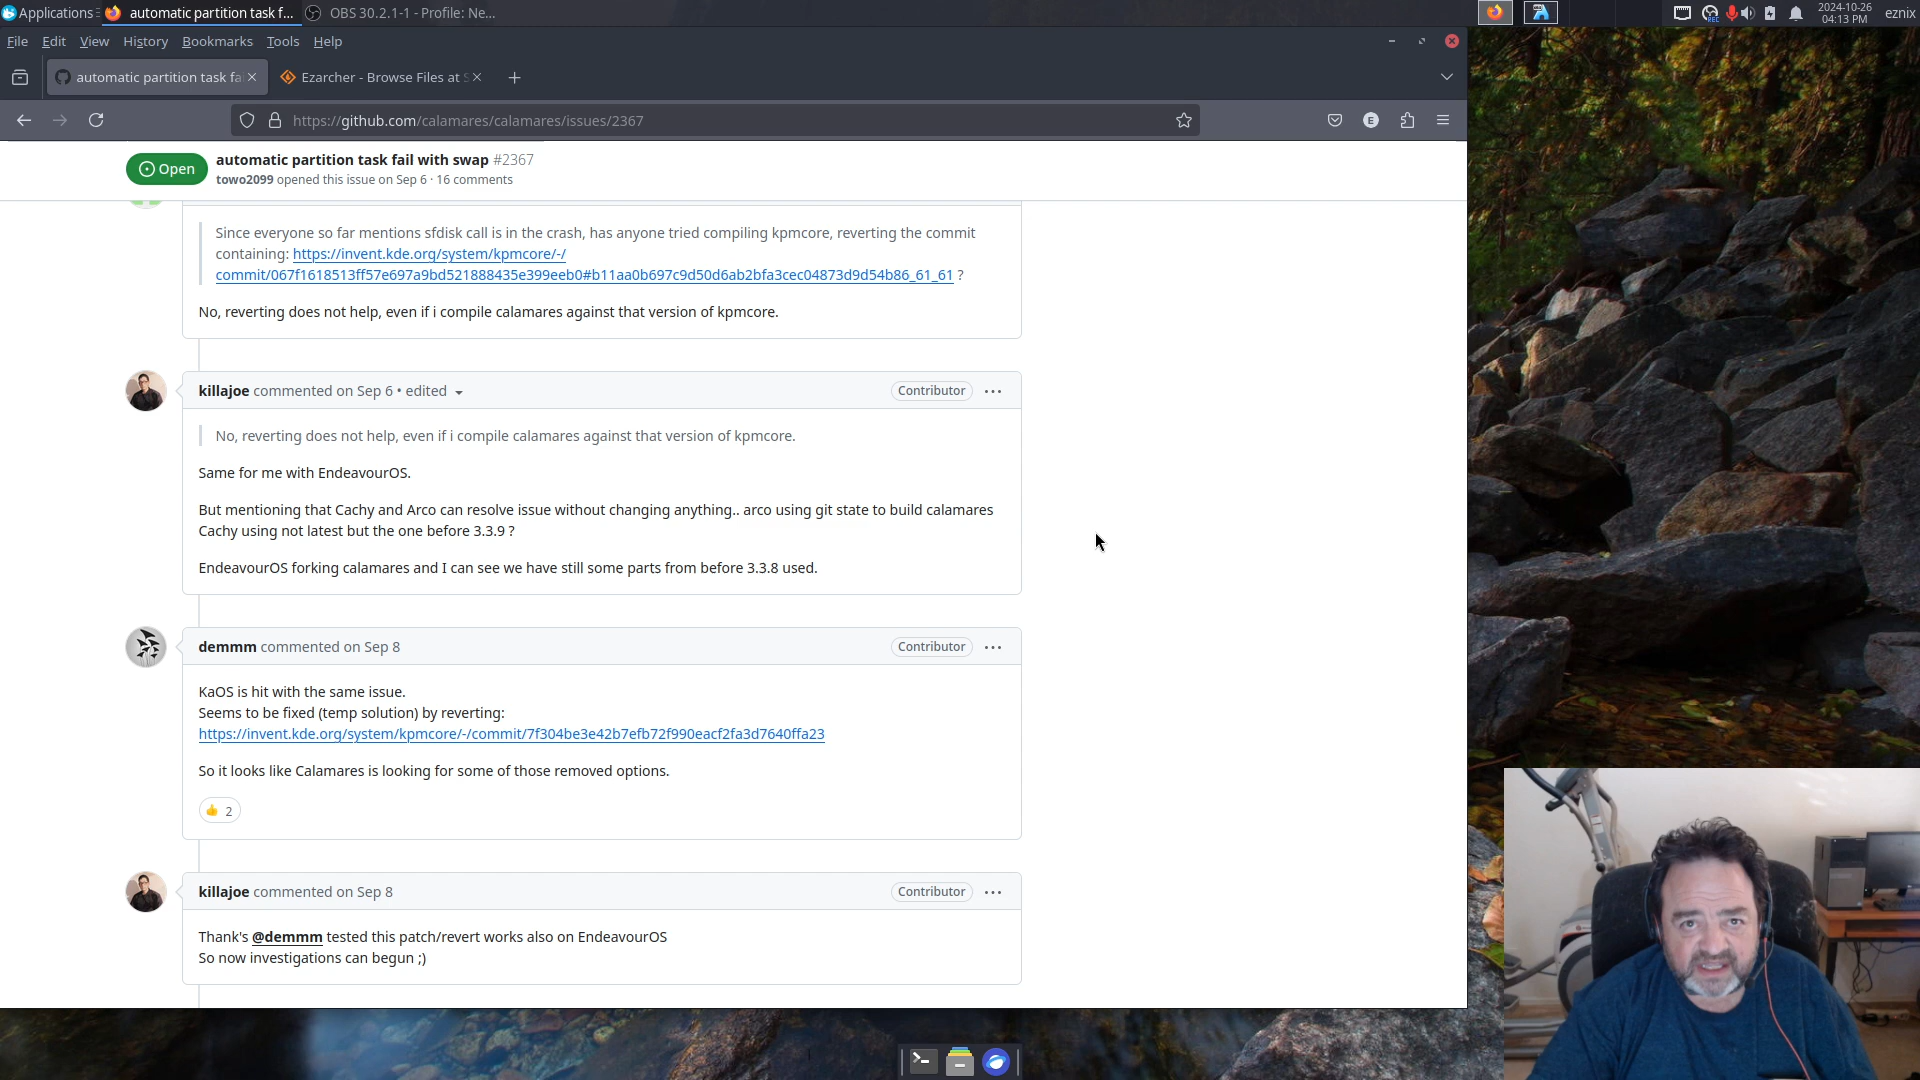 Applications
automatic partition task f...
OBS 30.2.1-1 - Profile: Ne...
REC
2024-10-26
04:13 PM
eznix
File Edit View History Bookmarks Tools Help
automatic partition task fa
Ezarcher - Browse Files at S
https://github.com/calamares/calamares/issues/2367
E
Open
automatic partition task fail with swap #2367
towo2099 opened this issue on Sep 6 · 16 comments
Since everyone so far mentions sfdisk call is in the crash, has anyone tried compiling kpmcore, reverting the commit
containing: https://invent.kde.org/system/kpmcore/-/
commit/067f1618513ff57e697a9bd521888435e399eeb0#b11aa0b697c9d50d6ab2bfa3cec04873d9d54b86_61_61 ?
No, reverting does not help, even if i compile calamares against that version of kpmcore.
killajoe commented on Sep 6 • edited
Contributor
No, reverting does not help, even if i compile calamares against that version of kpmcore.
Same for me with EndeavourOS.
But mentioning that Cachy and Arco can resolve issue without changing anything.. arco using git state to build calamares
Cachy using not latest but the one before 3.3.9 ?
EndeavourOS forking calamares and I can see we have still some parts from before 3.3.8 used.
demmm commented on Sep 8
Contributor
KaOS is hit with the same issue.
Seems to be fixed (temp solution) by reverting:
https://invent.kde.org/system/kpmcore/-/commit/7f304be3e42b7efb72f990eacf2fa3d7640ffa23
So it looks like Calamares is looking for some of those removed options.
👍 2
killajoe commented on Sep 8
Contributor
Thank's @demmm tested this patch/revert works also on EndeavourOS
So now investigations can begun ;)